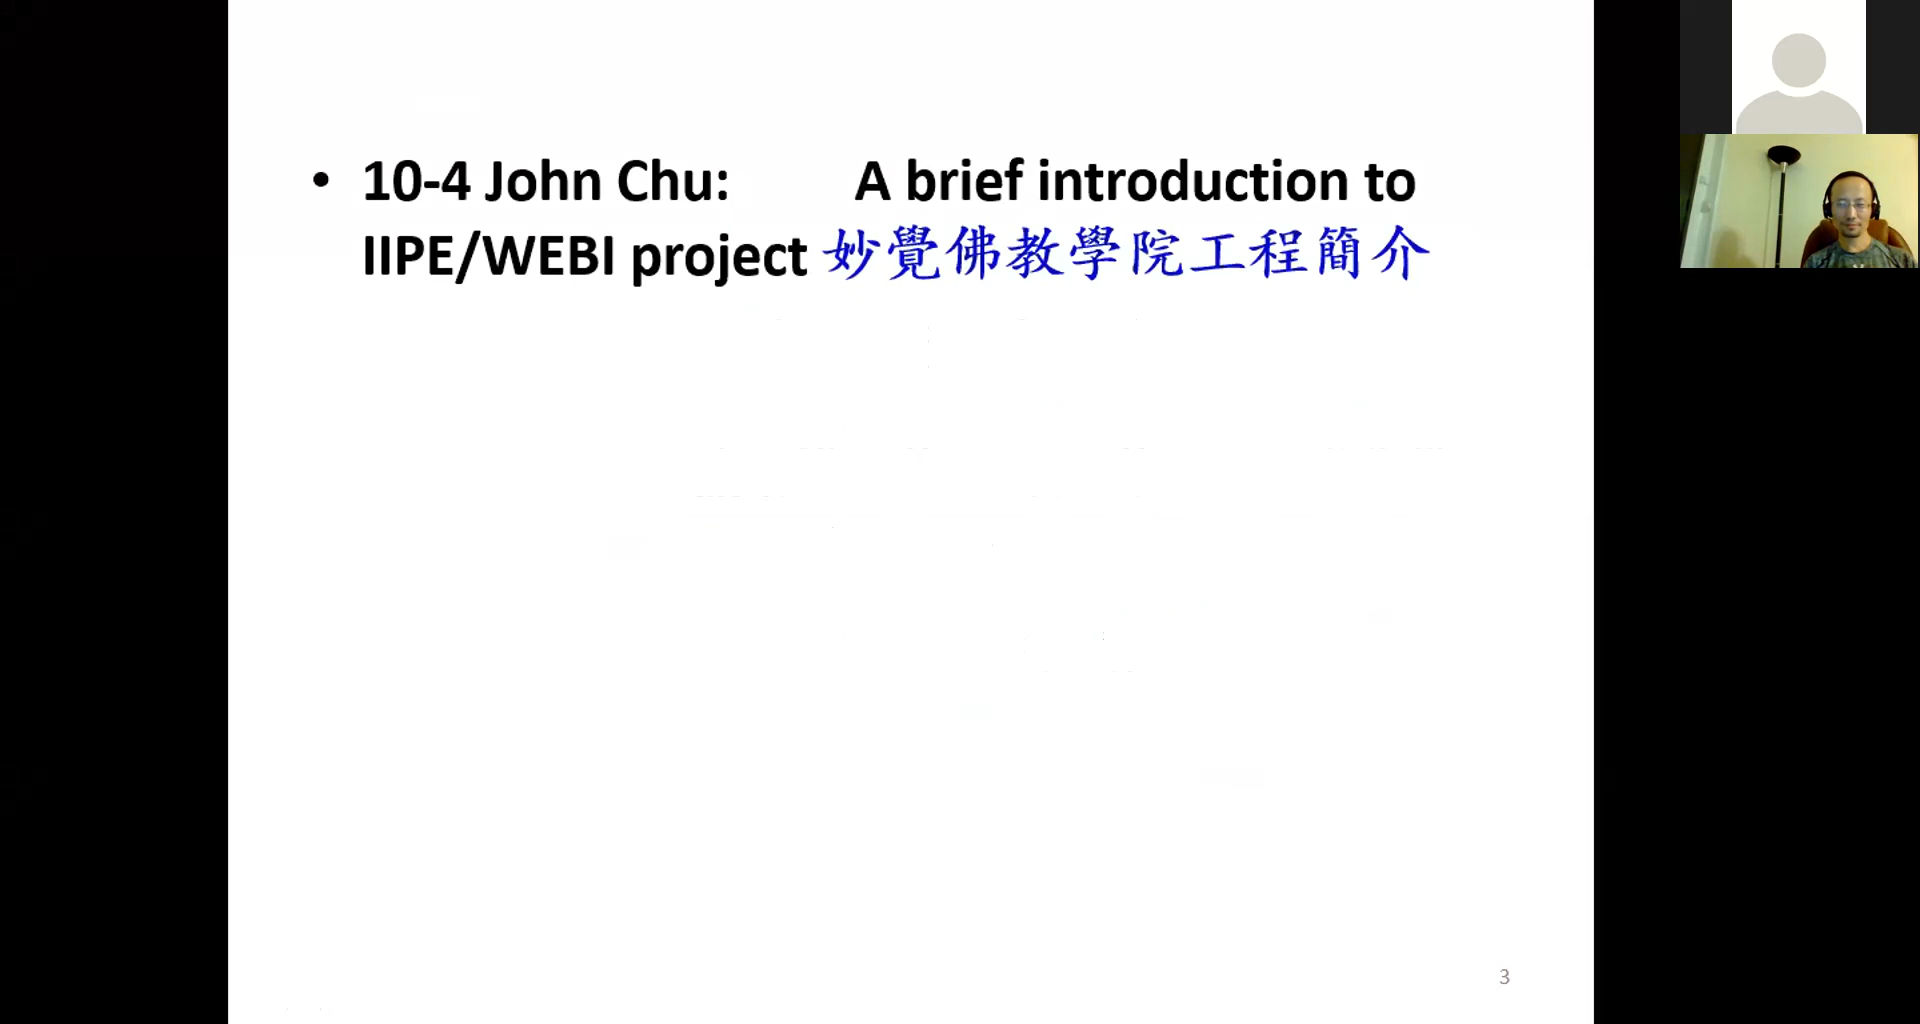 • 10-4 John Chu: A brief introduction to
IIPE/WEBI project 妙覺佛教學院工程簡介
3